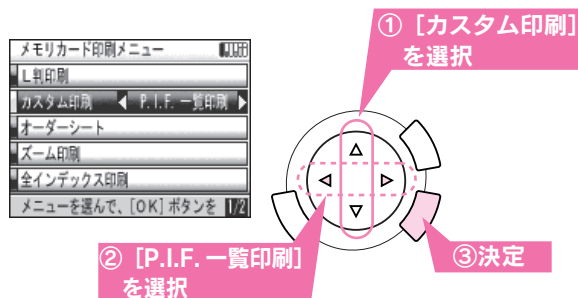 ① [カスタム印刷]
を選択
メモリカード印刷メニュー
L判印刷
カスタム印刷 ◀ P.I.F. 一覧印刷 ▶
オーダーシート
ズーム印刷
全インデックス印刷
メニューを選んで、[OK] ボタンを 1/2
② [P.I.F. 一覧印刷]
を選択
③決定